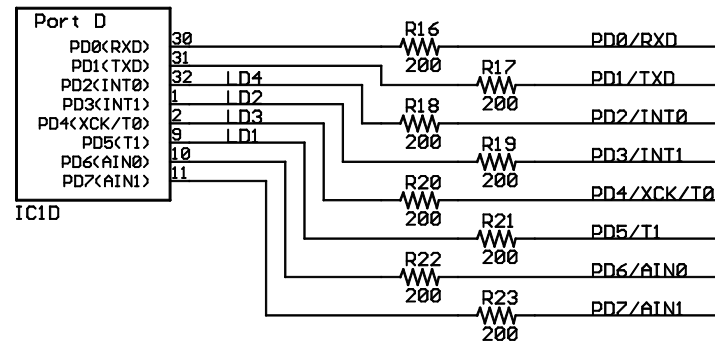 Port D
PD0(RXD) 30
PD1(TXD) 31
PD2(INT0) 32 LD4
PD3(INT1) 1 LD2
PD4(XCK/T0) 2 LD3
PD5(T1) 9 LD1
PD6(AIN0) 10
PD7(AIN1) 11
IC1D
R16
200
PD0/RXD
R17
200
PD1/TXD
R18
200
PD2/INT0
R19
200
PD3/INT1
R20
200
PD4/XCK/T0
R21
200
PD5/T1
R22
200
PD6/AIN0
R23
200
PD7/AIN1